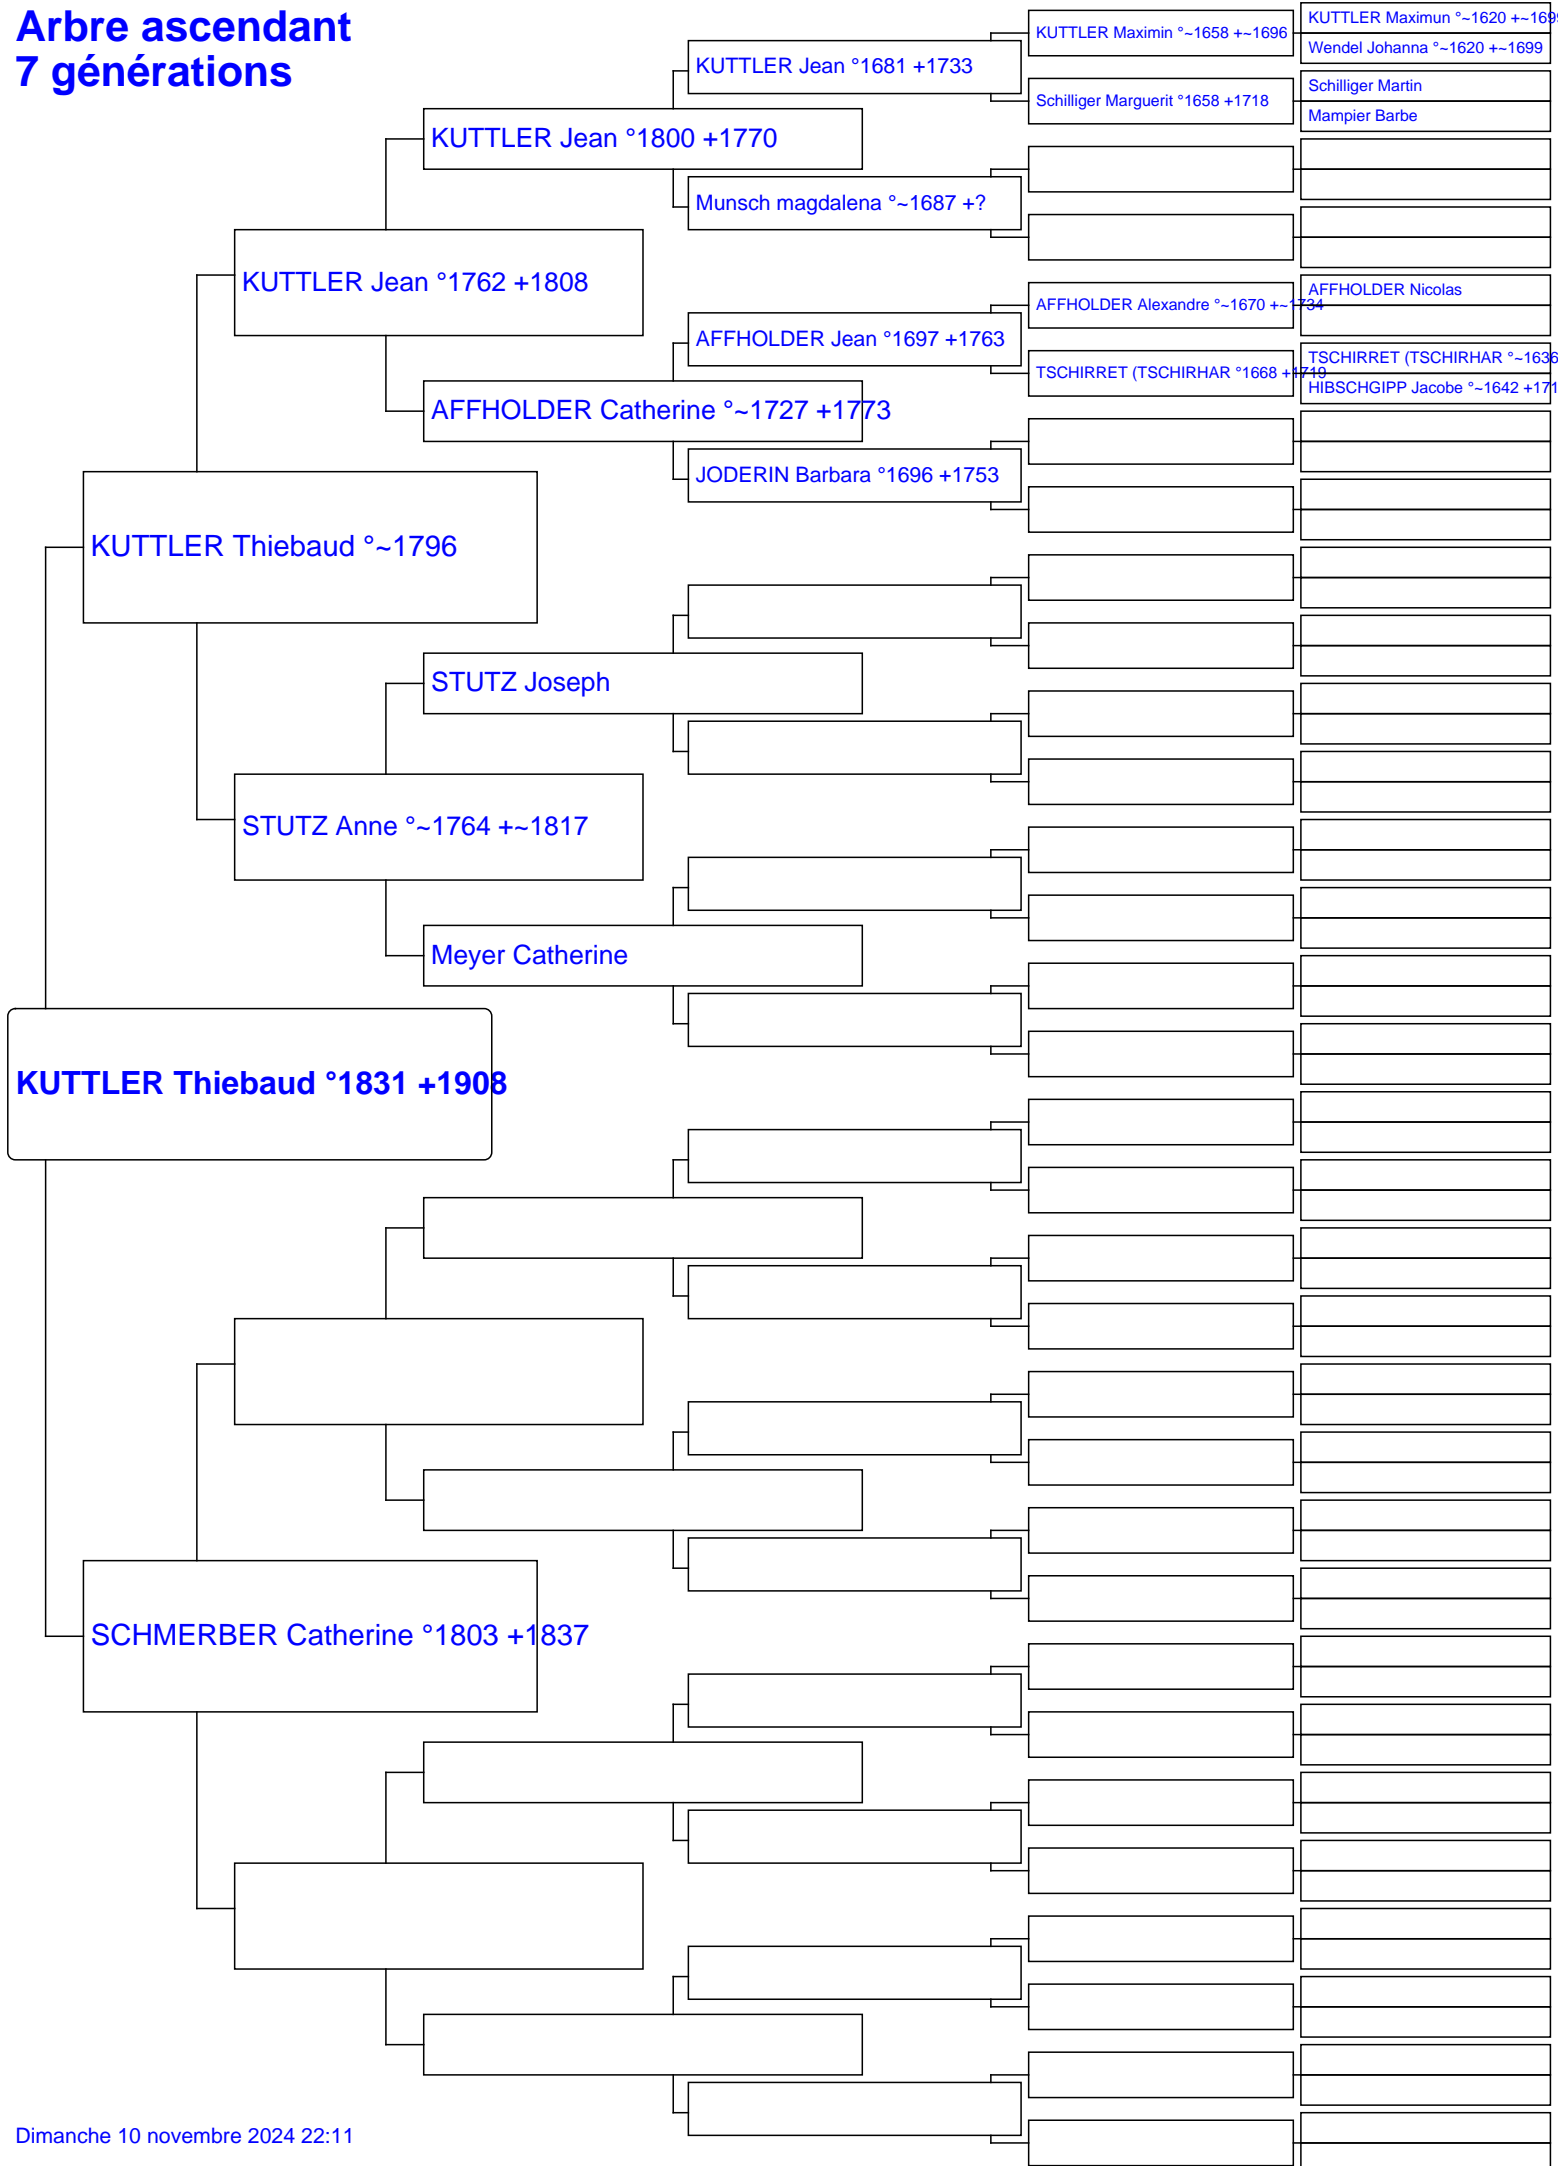 Arbre ascendant
7 générations
KUTTLER Maximun °~1620 +~169
KUTTLER Maximin °~1658 +~1696
Wendel Johanna °~1620 +~1699
KUTTLER Jean °1681 +1733
Schilliger Martin
Schilliger Marguerit °1658 +1718
Mampier Barbe
KUTTLER Jean °1800 +1770
Munsch magdalena °~1687 +?
KUTTLER Jean °1762 +1808
AFFHOLDER Nicolas
AFFHOLDER Alexandre °~1670 +~1734
AFFHOLDER Jean °1697 +1763
TSCHIRRET (TSCHIRHAR °~1636
TSCHIRRET (TSCHIRHAR °1668 +1719
HIBSCHGIPP Jacobe °~1642 +171
AFFHOLDER Catherine °~1727 +1773
JODERIN Barbara °1696 +1753
KUTTLER Thiebaud °~1796
STUTZ Joseph
STUTZ Anne °~1764 +~1817
Meyer Catherine
KUTTLER Thiebaud °1831 +1908
SCHMERBER Catherine °1803 +1837
Dimanche 10 novembre 2024 22:11